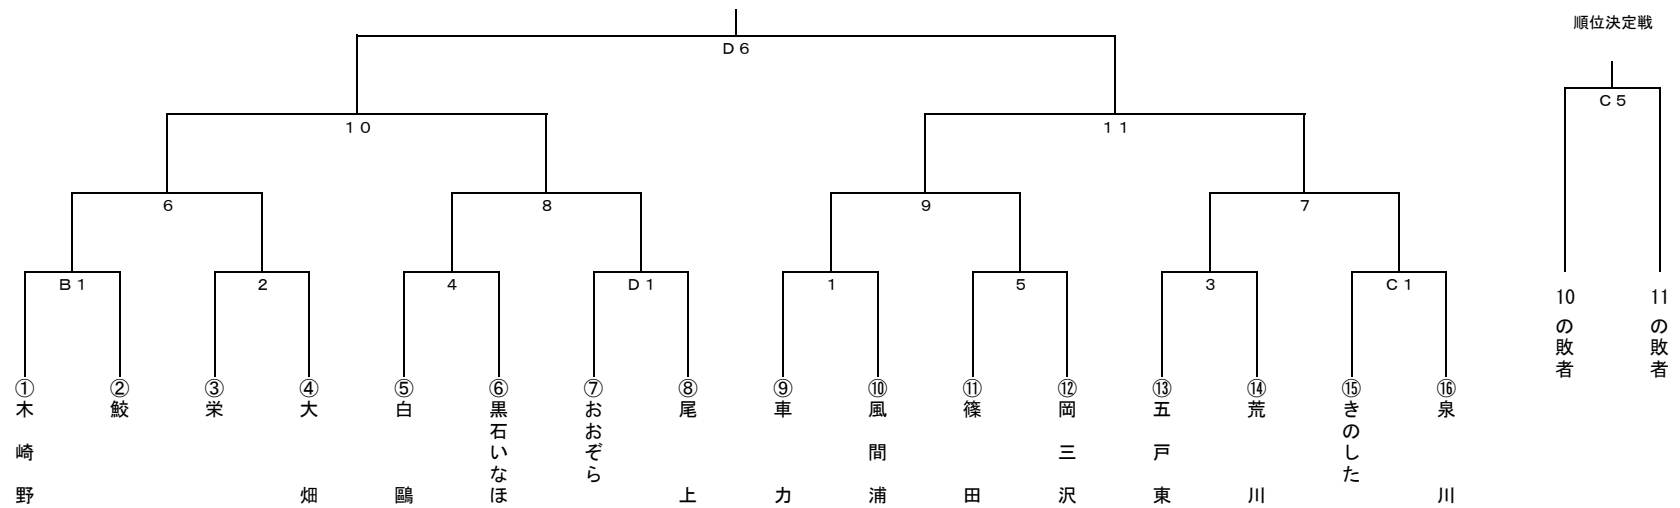 順位決定戦
D6
C5
10
11
6
8
9
7
B1
2
4
D1
1
5
3
C1
10の敗者
11の敗者
①木崎野
②鮫
③栄
④大畑
⑤白鷗
⑥黒石いなほ
⑦おおぞら
⑧尾上
⑨車力
⑩風間浦
⑪篠田
⑫岡三沢
⑬五戸東
⑭荒川
⑮きのした
⑯泉川